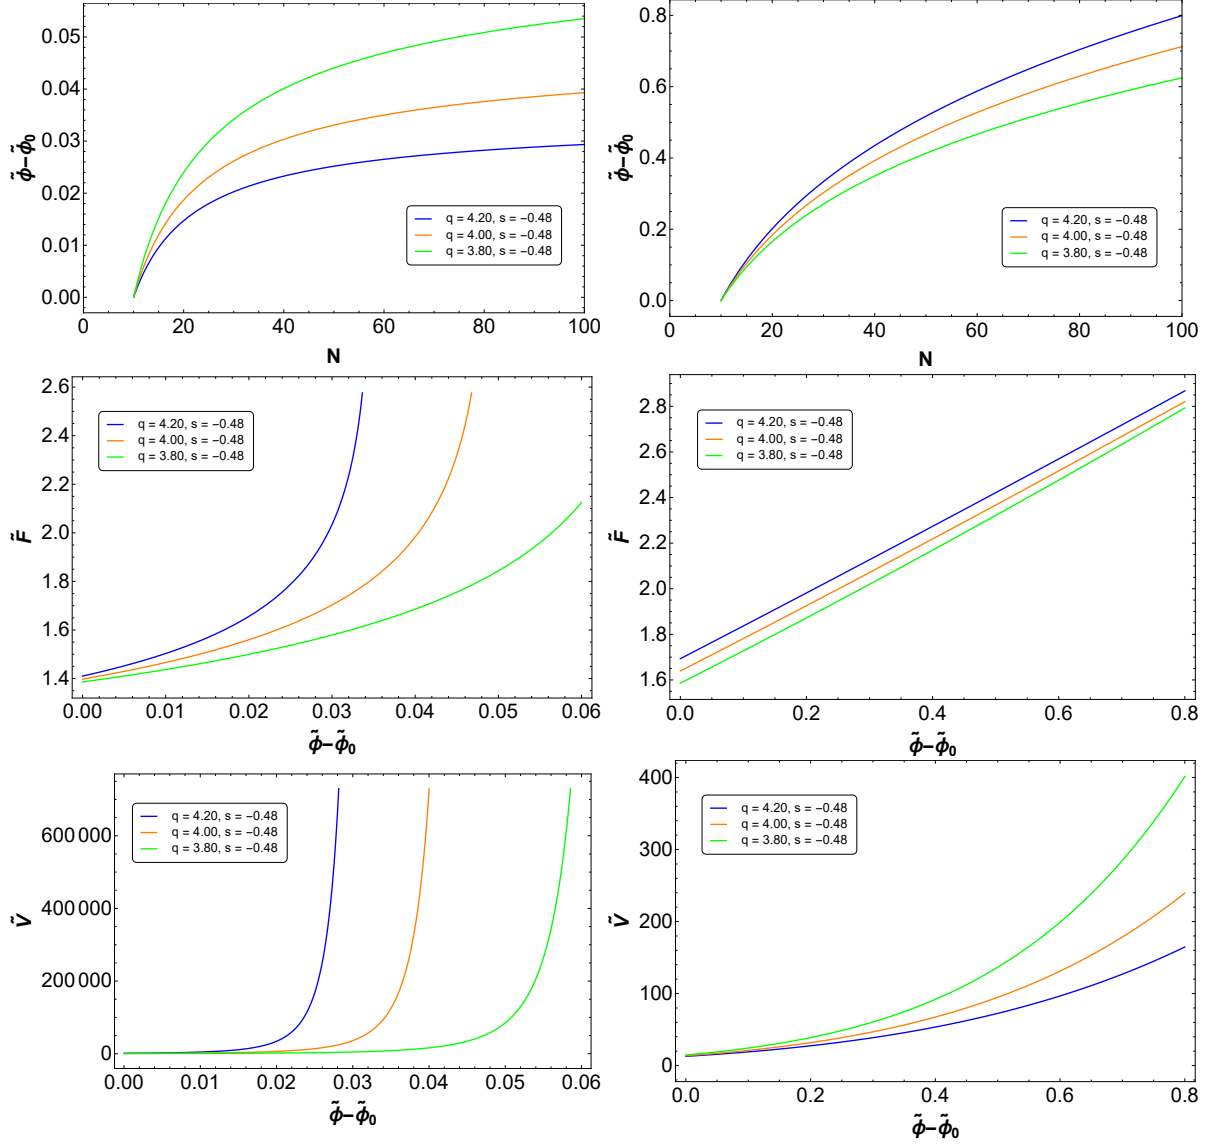 0.05
0.04
0.03
0.02
0.01
0.00
ϕ̃−ϕ̃₀
q = 4.20, s = −0.48
q = 4.00, s = −0.48
q = 3.80, s = −0.48
0 20 40 60 80 100
N
0.8
0.6
0.4
0.2
0.0
ϕ̃−ϕ̃₀
q = 4.20, s = −0.48
q = 4.00, s = −0.48
q = 3.80, s = −0.48
0 20 40 60 80 100
N
2.6
2.4
2.2
2.0
1.8
1.6
1.4
F̃
q = 4.20, s = −0.48
q = 4.00, s = −0.48
q = 3.80, s = −0.48
0.00 0.01 0.02 0.03 0.04 0.05 0.06
ϕ̃−ϕ̃₀
2.8
2.6
2.4
2.2
2.0
1.8
1.6
F̃
q = 4.20, s = −0.48
q = 4.00, s = −0.48
q = 3.80, s = −0.48
0.0 0.2 0.4 0.6 0.8
ϕ̃−ϕ̃₀
600 000
400 000
200 000
0
Ṽ
q = 4.20, s = −0.48
q = 4.00, s = −0.48
q = 3.80, s = −0.48
0.00 0.01 0.02 0.03 0.04 0.05 0.06
ϕ̃−ϕ̃₀
400
300
200
100
0
Ṽ
q = 4.20, s = −0.48
q = 4.00, s = −0.48
q = 3.80, s = −0.48
0.0 0.2 0.4 0.6 0.8
ϕ̃−ϕ̃₀